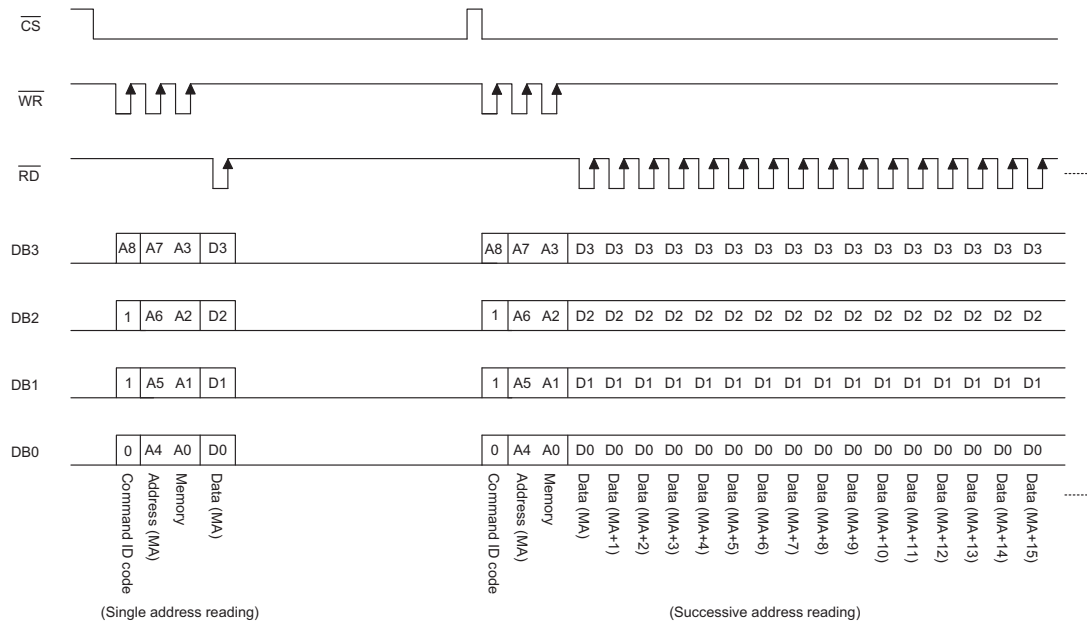 CS
WR
RD
DB3 A8 A7 A3 D3 A8 A7 A3 D3 D3 D3 D3 D3 D3 D3 D3 D3 D3 D3 D3 D3 D3 D3 D3
DB2 1 A6 A2 D2 1 A6 A2 D2 D2 D2 D2 D2 D2 D2 D2 D2 D2 D2 D2 D2 D2 D2 D2
DB1 1 A5 A1 D1 1 A5 A1 D1 D1 D1 D1 D1 D1 D1 D1 D1 D1 D1 D1 D1 D1 D1 D1
DB0 0 A4 A0 D0 0 A4 A0 D0 D0 D0 D0 D0 D0 D0 D0 D0 D0 D0 D0 D0 D0 D0 D0
Command ID code
Address (MA)
Memory
Data (MA)
Command ID code
Address (MA)
Memory
Data (MA)
Data (MA+1)
Data (MA+2)
Data (MA+3)
Data (MA+4)
Data (MA+5)
Data (MA+6)
Data (MA+7)
Data (MA+8)
Data (MA+9)
Data (MA+10)
Data (MA+11)
Data (MA+12)
Data (MA+13)
Data (MA+14)
Data (MA+15)
(Single address reading)
(Successive address reading)